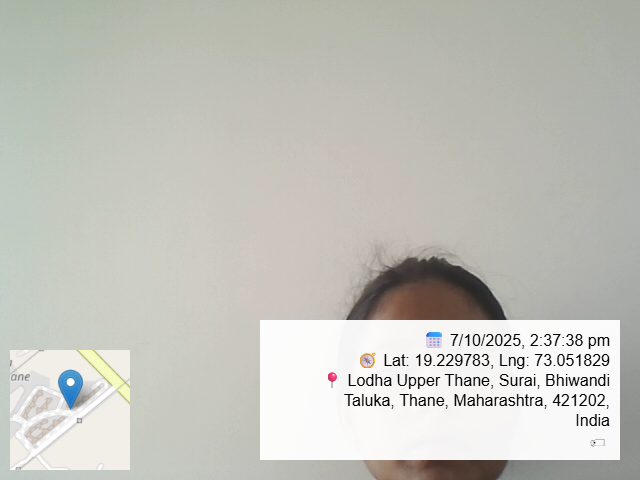 7/10/2025, 2:37:38 pm
Lat: 19.229783, Lng: 73.051829
Lodha Upper Thane, Surai, Bhiwandi
Taluka, Thane, Maharashtra, 421202,
India